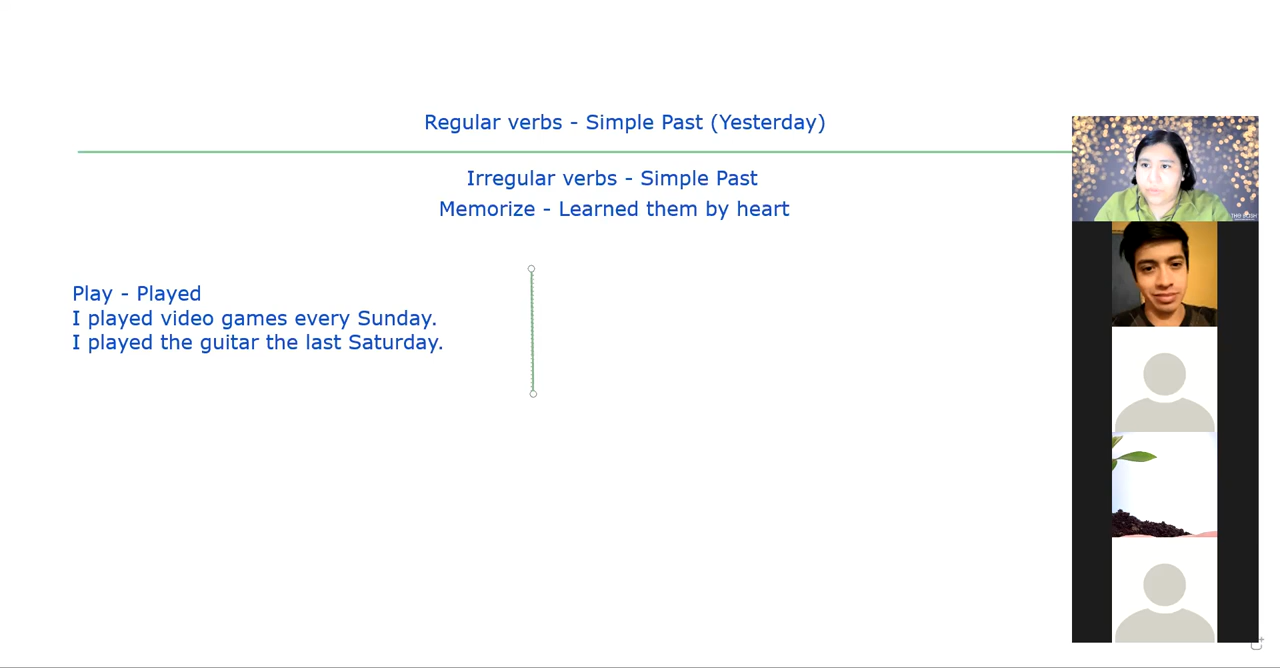 Regular verbs - Simple Past (Yesterday)
Irregular verbs - Simple Past
Memorize - Learned them by heart
Play - Played
I played video games every Sunday.
I played the guitar the last Saturday.